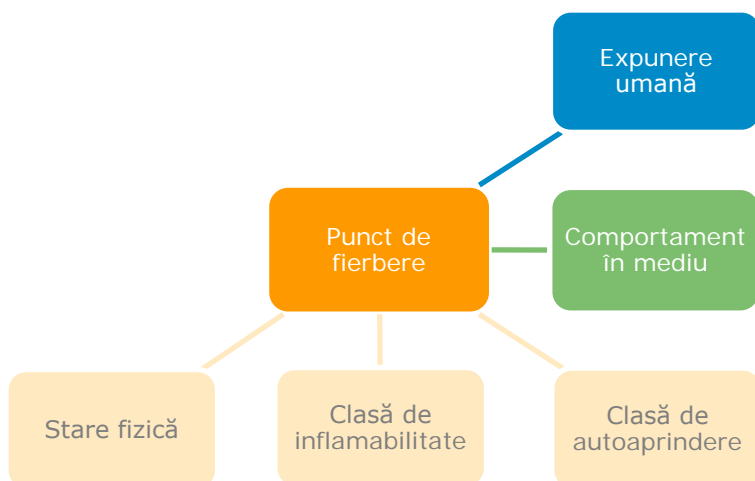 Expunere
umană
Punct de
fierbere
Comportament
în mediu
Stare fizică
Clasă de
inflamabilitate
Clasă de
autoaprindere